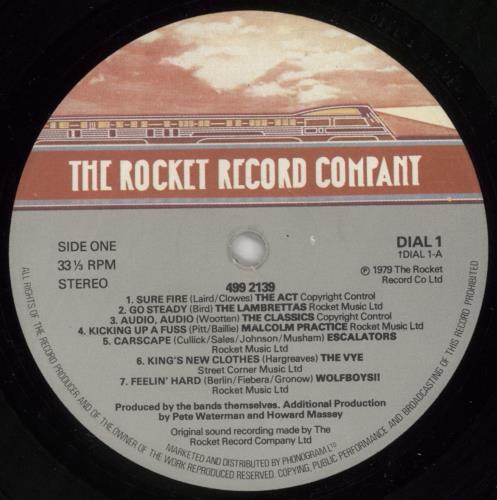 THE ROCKET RECORD COMPANY
SIDE ONE
33⅓ RPM
STEREO
DIAL 1
†DIAL 1-A
℗ 1979 The Rocket
Record Co Ltd
499 2139
1. SURE FIRE (Laird/Clowes) THE ACT Copyright Control
2. GO STEADY (Bird) THE LAMBRETTAS Rocket Music Ltd
3. AUDIO, AUDIO (Wootten) THE CLASSICS Copyright Control
4. KICKING UP A FUSS (Pitt/Baillie) MALCOLM PRACTICE Rocket Music Ltd
5. CARSCAPE (Cullick/Sales/Johnson/Musham) ESCALATORS
Rocket Music Ltd
6. KING'S NEW CLOTHES (Hargreaves) THE VYE
Street Corner Music Ltd
7. FEELIN' HARD (Berlin/Fiebera/Gronow) WOLFBOYS!!
Rocket Music Ltd
Produced by the bands themselves. Additional Production
by Pete Waterman and Howard Massey
Original sound recording made by The
Rocket Record Company Ltd
MARKETED AND DISTRIBUTED BY PHONOGRAM LTD
ALL RIGHTS OF THE RECORD PRODUCER AND OF THE OWNER OF THE WORK REPRODUCED RESERVED. COPYING, PUBLIC PERFORMANCE AND BROADCASTING OF THIS RECORD PROHIBITED